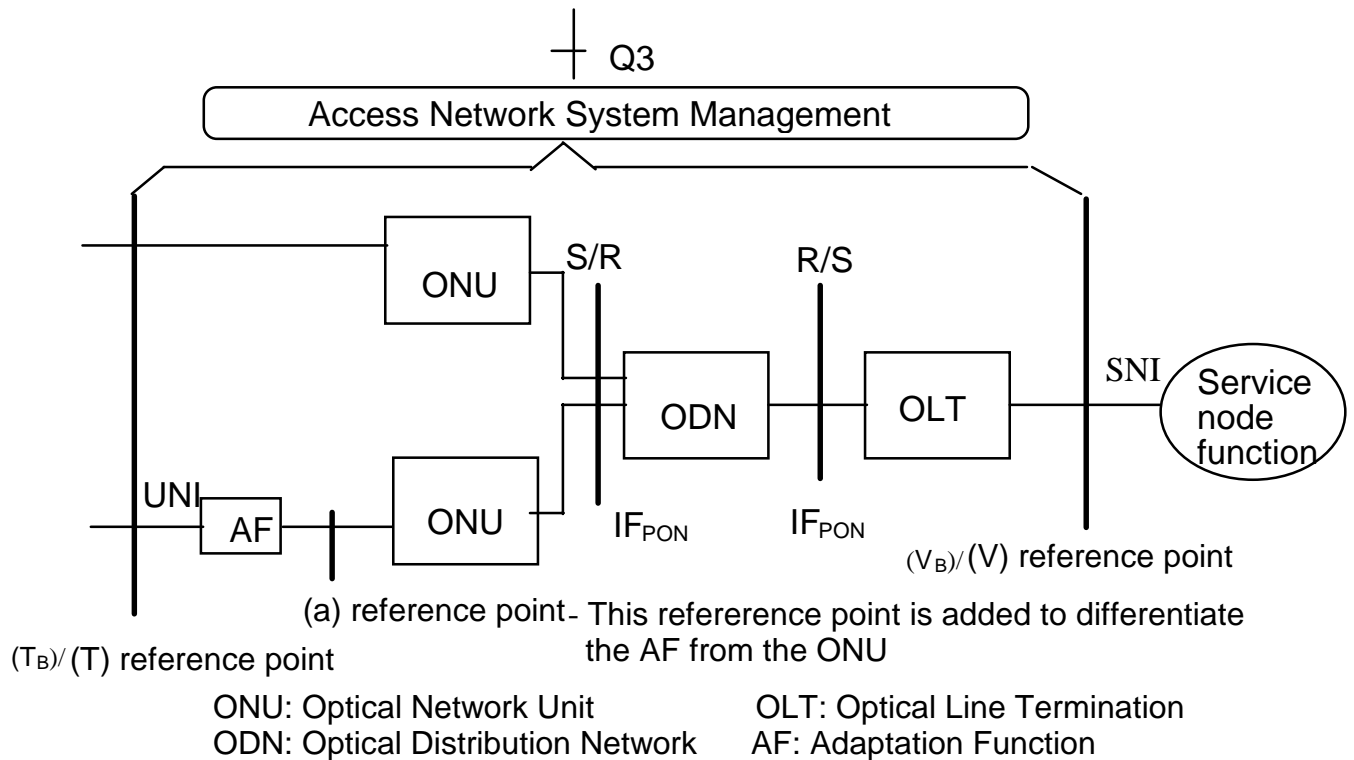 Q3
Access Network System Management
ONU
S/R
R/S
ODN
OLT
SNI
Service
node
function
UNI
AF
ONU
IFPON
IFPON
(VB)/(V) reference point
(a) reference point - This refererence point is added to differentiate
the AF from the ONU
(TB)/(T) reference point
ONU: Optical Network Unit
OLT: Optical Line Termination
ODN: Optical Distribution Network
AF: Adaptation Function